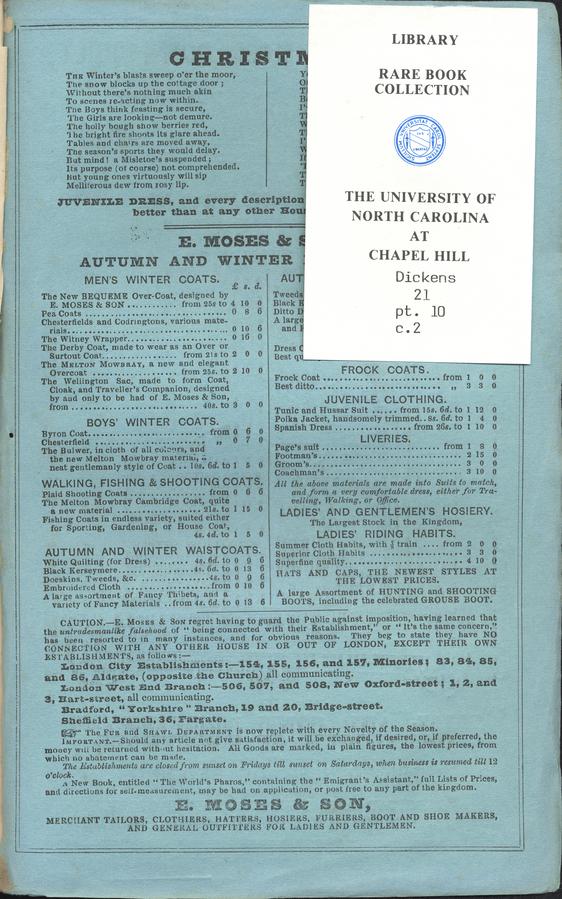 LIBRARY
RARE BOOK
COLLECTION
THE UNIVERSITY OF
NORTH CAROLINA
AT
CHAPEL HILL
Dickens
21
pt. 10
c.2
CHRISTM
THE Winter's blasts sweep o'er the moor,
The snow blocks up the cottage door;
Without there's nothing much akin
To scenes re-acting now within.
The Boys think feasting is secure,
The Girls are looking—not demure.
The holly bough show berries red,
The bright fire shoots its glare ahead.
Tables and chairs are moved away,
The season's sports they would delay.
But mind! a Misletoe's suspended;
Its purpose (of course) not comprehended.
But young ones virtuously will sip
Melliferous dew from rosy lip.
JUVENILE DRESS, and every description
better than at any other Hou
E. MOSES & S
AUTUMN AND WINTER
MEN'S WINTER COATS.
£ s. d.
The New BEQUEME Over-Coat, designed by
E. MOSES & SON .......... from 25s to 4 10 0
Pea Coats .......... 0 8 6
Chesterfields and Codringtons, various mate-
rials.......... 0 10 6
The Witney Wrapper.......... 0 16 0
The Derby Coat, made to wear as an Over or
Surtout Coat.......... from 21s to 2 0 0
The MELTON MOWBRAY, a new and elegant
Overcoat .......... from 25s. to 2 10 0
The Wellington Sac, made to form Coat,
Cloak, and Traveller's Companion, designed
by and only to be had of E. Moses & Son,
from .......... 40s. to 3 0 0
BOYS' WINTER COATS.
Byron Coat.......... from 0 6 0
Chesterfield .......... „ 0 7 0
The Bulwer, in cloth of all colours, and
the new Melton Mowbray material, a
neat gentlemanly style of Coat .. 10s. 6d. to 1 5 0
WALKING, FISHING & SHOOTING COATS.
Plaid Shooting Coats .......... from 0 6 6
The Melton Mowbray Cambridge Coat, quite
a new material .......... 21s. to 1 15 0
Fishing Coats in endless variety, suited either
for Sporting, Gardening, or House Coat,
4s. 4d. to 1 5 0
AUTUMN AND WINTER WAISTCOATS.
White Quilting (for Dress) ..... 4s. 6d. to 0 9 6
Black Kerseymere.......... 4s. 6d. to 0 13 6
Doeskins, Tweeds, &c. ..........4s. to 0 9 6
Embroidered Cloth .......... from 0 10 6
A large assortment of Fancy Thibets, and a
variety of Fancy Materials .. from 4s. 6d. to 0 13 6
AUT
Tweeds
Black
Ditto
A large
and
Dress C
Best qu
FROCK COATS.
Frock Coat .......... from 1 0 0
Best ditto.......... „ 3 3 0
JUVENILE CLOTHING.
Tunic and Hussar Suit ...... from 15s. 6d. to 1 12 0
Polka Jacket, handsomely trimmed..8s. 6d. to 1 4 0
Spanish Dress .......... from 26s. to 1 10 0
LIVERIES.
Page's suit .......... from 1 8 0
Footman's .......... 2 15 0
Groom's .......... 3 0 0
Coachman's .......... 3 10 0
All the above materials are made into Suits to match,
and form a very comfortable dress, either for Tra-
velling, Walking, or Office.
LADIES' AND GENTLEMEN'S HOSIERY.
The Largest Stock in the Kingdom,
LADIES' RIDING HABITS.
Summer Cloth Habits, with train .... from 2 0 0
Superior Cloth Habits .......... 3 3 0
Superfine quality.......... 4 10 0
HATS AND CAPS, THE NEWEST STYLES AT
THE LOWEST PRICES.
A large Assortment of HUNTING and SHOOTING
BOOTS, including the celebrated GROUSE BOOT.
CAUTION.—E. MOSES & SON regret having to guard the Public against imposition, having learned that
the untradesmanlike falsehood of "being connected with their Establishment," or "It's the same concern,"
has been resorted to in many instances, and for obvious reasons. They beg to state they have NO
CONNECTION WITH ANY OTHER HOUSE IN OR OUT OF LONDON, EXCEPT THEIR OWN
ESTABLISHMENTS, as follows:—
London City Establishments:—154, 155, 156, and 157, Minories; 83, 84, 85,
and 86, Aldgate, (opposite the Church) all communicating.
London West End Branch:—506, 507, and 508, New Oxford-street; 1, 2, and
3, Hart-street, all communicating.
Bradford, "Yorkshire" Branch, 19 and 20, Bridge-street.
Sheffield Branch, 36, Fargate.
☞ The FUR and SHAWL DEPARTMENT is now replete with every Novelty of the Season.
IMPORTANT.—Should any article not give satisfaction, it will be exchanged, if desired, or, if preferred, the
money will be returned without hesitation. All Goods are marked, in plain figures, the lowest prices, from
which no abatement can be made.
The Establishments are closed from sunset on Fridays till sunset on Saturdays, when business is resumed till 12
o'clock.
A New Book, entitled "The World's Pharos," containing the "Emigrant's Assistant," full Lists of Prices,
and directions for self-measurement, may be had on application, or post free to any part of the kingdom.
E. MOSES & SON,
MERCHANT TAILORS, CLOTHIERS, HATTERS, HOSIERS, FURRIERS, BOOT AND SHOE MAKERS,
AND GENERAL OUTFITTERS FOR LADIES AND GENTLEMEN.